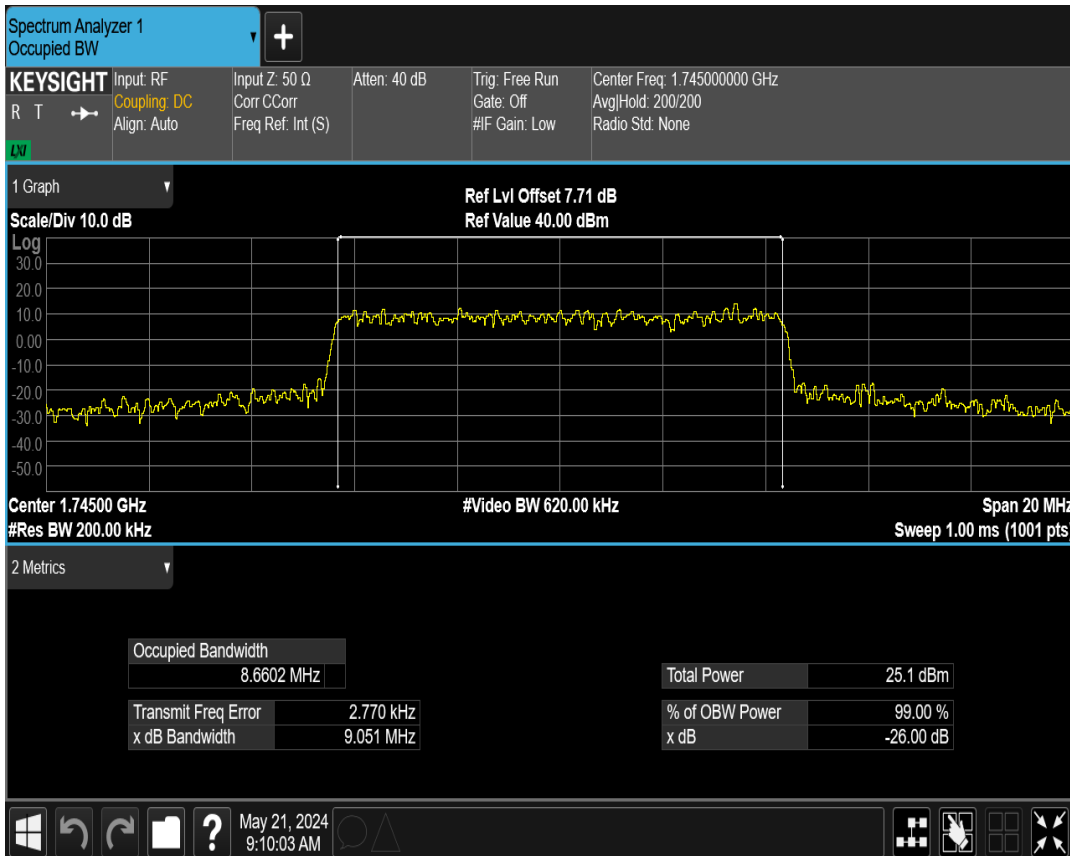 Spectrum Analyzer 1
Occupied BW
+
KEYSIGHT
R T
LXI
Input: RF
Coupling: DC
Align: Auto
Input Z: 50 Ω
Corr CCorr
Freq Ref: Int (S)
Atten: 40 dB
Trig: Free Run
Gate: Off
#IF Gain: Low
Center Freq: 1.745000000 GHz
Avg|Hold: 200/200
Radio Std: None
1 Graph
Scale/Div 10.0 dB
Ref Lvl Offset 7.71 dB
Ref Value 40.00 dBm
Log
30.0
20.0
10.0
0.00
-10.0
-20.0
-30.0
-40.0
-50.0
Center 1.74500 GHz
#Res BW 200.00 kHz
#Video BW 620.00 kHz
Span 20 MHz
Sweep 1.00 ms (1001 pts)
2 Metrics
Occupied Bandwidth
8.6602 MHz
Transmit Freq Error 2.770 kHz
x dB Bandwidth 9.051 MHz
Total Power 25.1 dBm
% of OBW Power 99.00 %
x dB -26.00 dB
?
May 21, 2024
9:10:03 AM